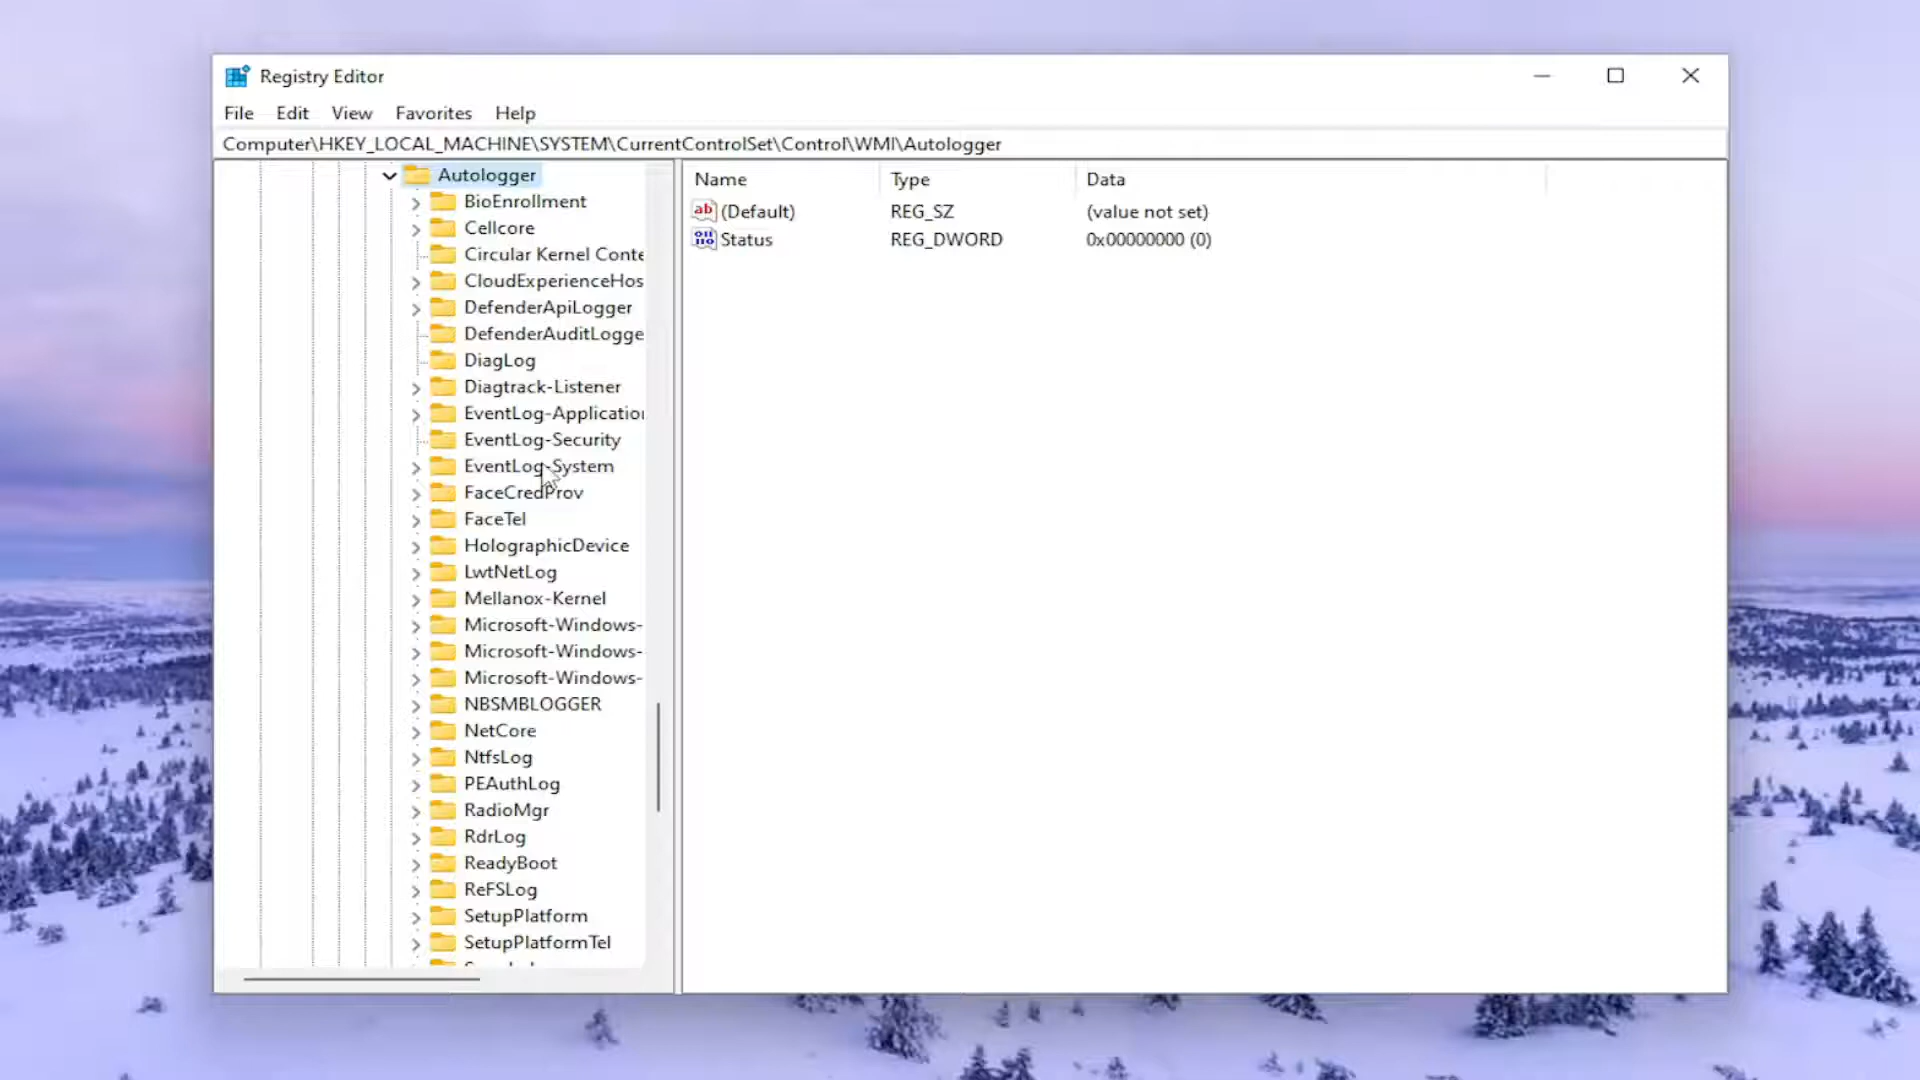 Registry Editor
File Edit View Favorites Help
Computer\HKEY_LOCAL_MACHINE\SYSTEM\CurrentControlSet\Control\WMI\Autologger
Autologger
BioEnrollment
Cellcore
Circular Kernel Conte
CloudExperienceHos
DefenderApiLogger
DefenderAuditLogge
DiagLog
Diagtrack-Listener
EventLog-Application
EventLog-Security
EventLog-System
FaceCredProv
FaceTel
HolographicDevice
LwtNetLog
Mellanox-Kernel
Microsoft-Windows-
Microsoft-Windows-
Microsoft-Windows-
NBSMBLOGGER
NetCore
NtfsLog
PEAuthLog
RadioMgr
RdrLog
ReadyBoot
ReFSLog
SetupPlatform
SetupPlatformTel
Name Type Data
(Default) REG_SZ (value not set)
Status REG_DWORD 0x00000000 (0)